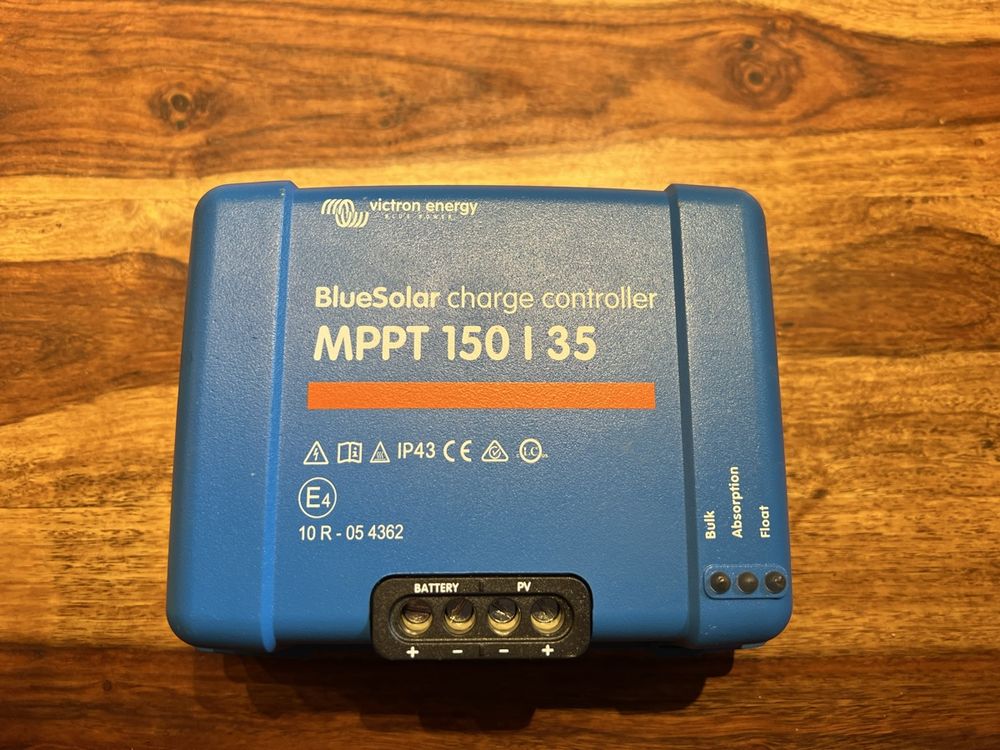 victron energy
BLUE POWER
BlueSolar charge controller
MPPT 150 | 35
IP43 CE
E4
10 R - 05 4362
Bulk
Absorption
Float
BATTERY PV
+ − − +